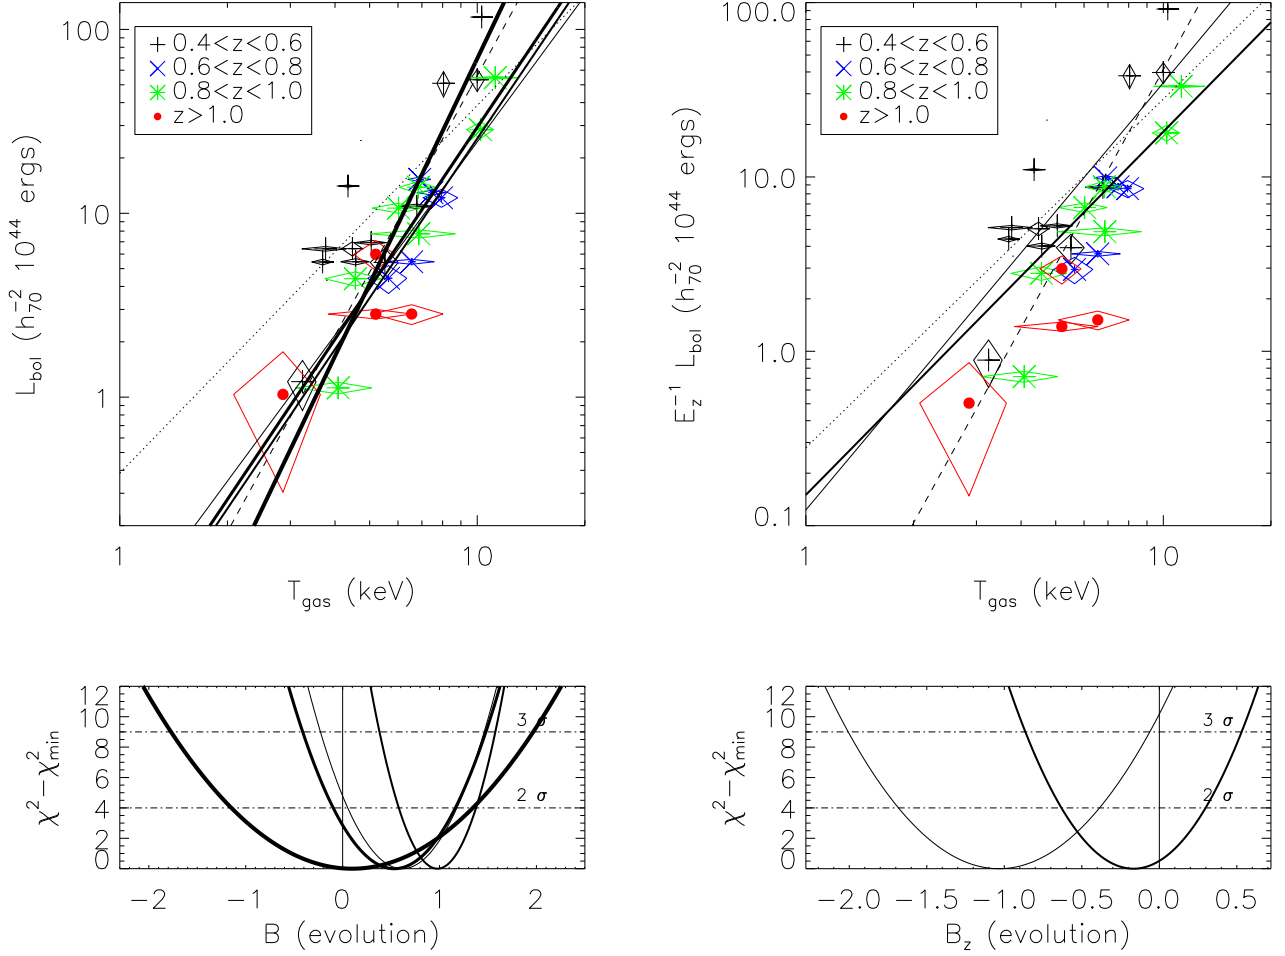 100
10
1
L_bol (h_70^-2 10^44 ergs)
0.4<z<0.6
0.6<z<0.8
0.8<z<1.0
z>1.0
1 10
T_gas (keV)
100.0
10.0
1.0
0.1
E_z^-1 L_bol (h_70^-2 10^44 ergs)
0.4<z<0.6
0.6<z<0.8
0.8<z<1.0
z>1.0
1 10
T_gas (keV)
12
10
8
6
4
2
0
χ²−χ²_min
3 σ
2 σ
−2 −1 0 1 2
B (evolution)
12
10
8
6
4
2
0
χ²−χ²_min
3 σ
2 σ
−2.0 −1.5 −1.0 −0.5 0.0 0.5
B_z (evolution)